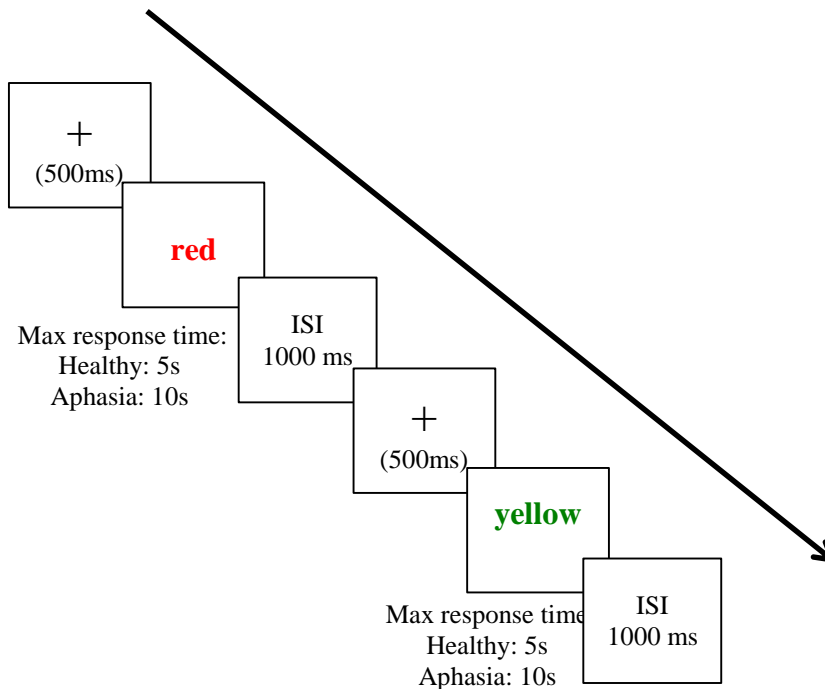 +
(500ms)
red
ISI
1000 ms
Max response time:
Healthy: 5s
Aphasia: 10s
+
(500ms)
yellow
ISI
1000 ms
Max response time
Healthy: 5s
Aphasia: 10s